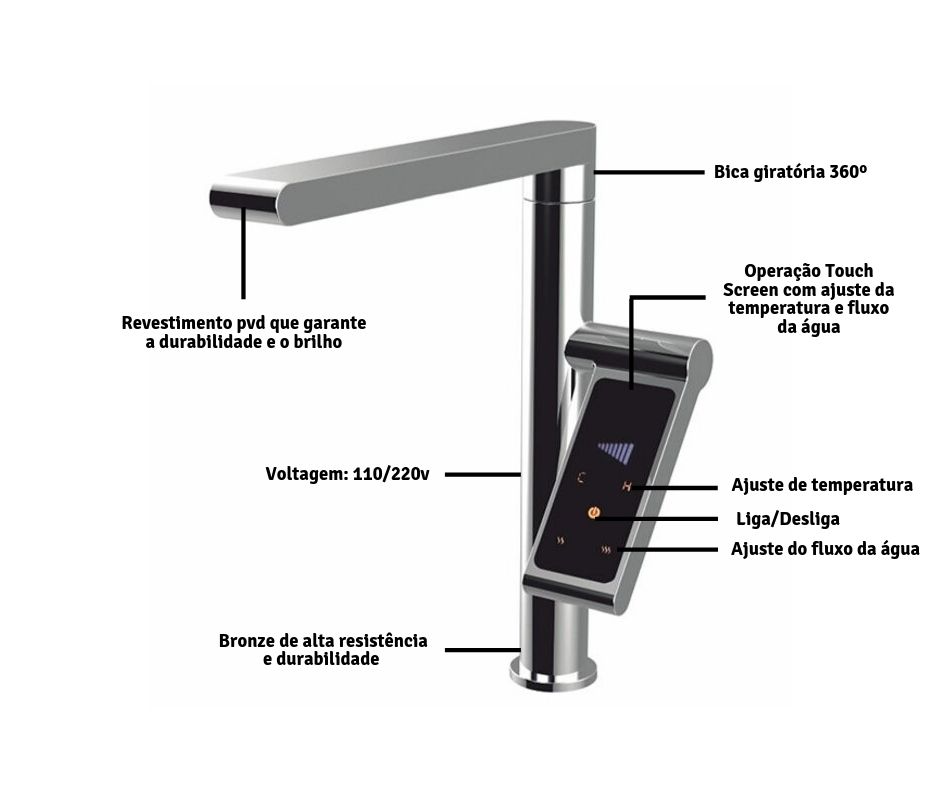 Bica giratória 360º
Operação Touch
Screen com ajuste da
temperatura e fluxo
da água
Revestimento pvd que garante
a durabilidade e o brilho
Voltagem: 110/220v
C
H
Ajuste de temperatura
Liga/Desliga
Ajuste do fluxo da água
Bronze de alta resistência
e durabilidade